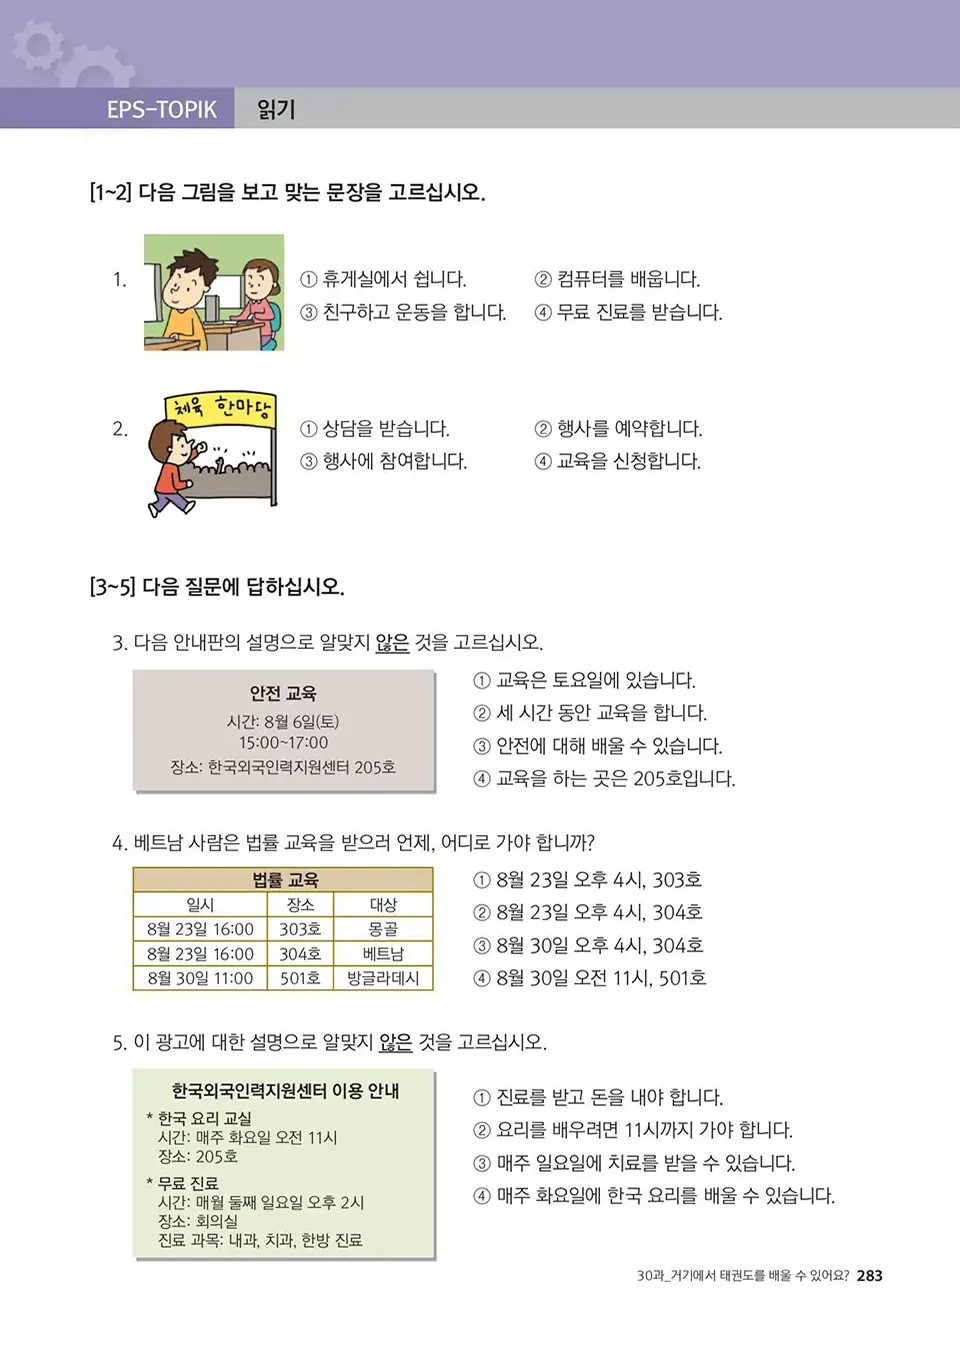 EPS-TOPIK 읽기
[1~2] 다음 그림을 보고 맞는 문장을 고르십시오.
1.
① 휴게실에서 쉽니다. ② 컴퓨터를 배웁니다.
③ 친구하고 운동을 합니다. ④ 무료 진료를 받습니다.
체육 한마당
2.
① 상담을 받습니다. ② 행사를 예약합니다.
③ 행사에 참여합니다. ④ 교육을 신청합니다.
[3~5] 다음 질문에 답하십시오.
3. 다음 안내판의 설명으로 알맞지 않은 것을 고르십시오.
안전 교육
시간: 8월 6일(토)
15:00~17:00
장소: 한국외국인력지원센터 205호
① 교육은 토요일에 있습니다.
② 세 시간 동안 교육을 합니다.
③ 안전에 대해 배울 수 있습니다.
④ 교육을 하는 곳은 205호입니다.
4. 베트남 사람은 법률 교육을 받으러 언제, 어디로 가야 합니까?
법률 교육
일시 장소 대상
8월 23일 16:00 303호 몽골
8월 23일 16:00 304호 베트남
8월 30일 11:00 501호 방글라데시
① 8월 23일 오후 4시, 303호
② 8월 23일 오후 4시, 304호
③ 8월 30일 오후 4시, 304호
④ 8월 30일 오전 11시, 501호
5. 이 광고에 대한 설명으로 알맞지 않은 것을 고르십시오.
한국외국인력지원센터 이용 안내
* 한국 요리 교실
시간: 매주 화요일 오전 11시
장소: 205호
* 무료 진료
시간: 매월 둘째 일요일 오후 2시
장소: 회의실
진료 과목: 내과, 치과, 한방 진료
① 진료를 받고 돈을 내야 합니다.
② 요리를 배우려면 11시까지 가야 합니다.
③ 매주 일요일에 치료를 받을 수 있습니다.
④ 매주 화요일에 한국 요리를 배울 수 있습니다.
30과_거기에서 태권도를 배울 수 있어요? 283